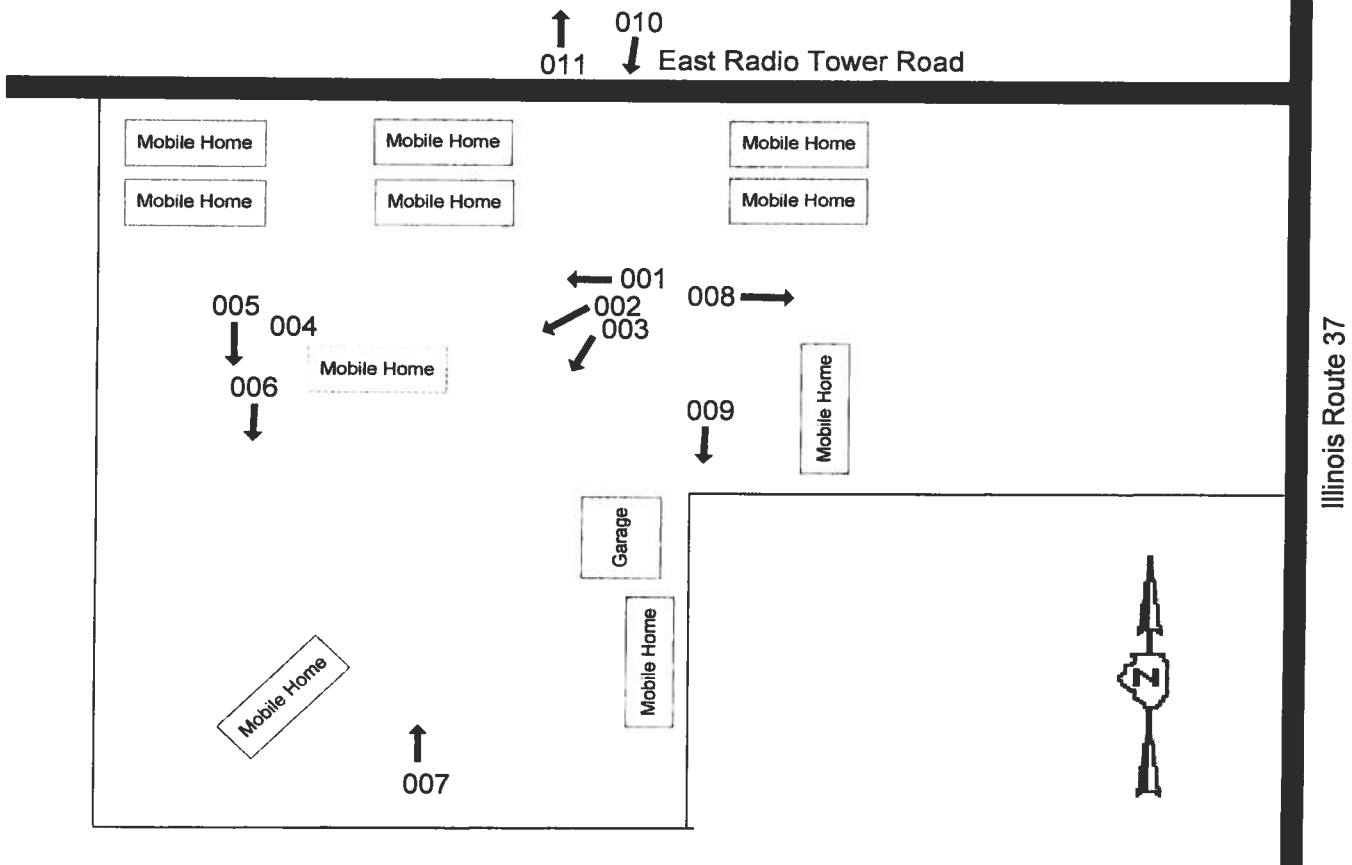 010
011
East Radio Tower Road
Mobile Home
Mobile Home
Mobile Home
Mobile Home
Mobile Home
Mobile Home
001
002
003
008
005
004
006
Mobile Home
Mobile Home
009
Illinois Route 37
Garage
Mobile Home
Mobile Home
007
N